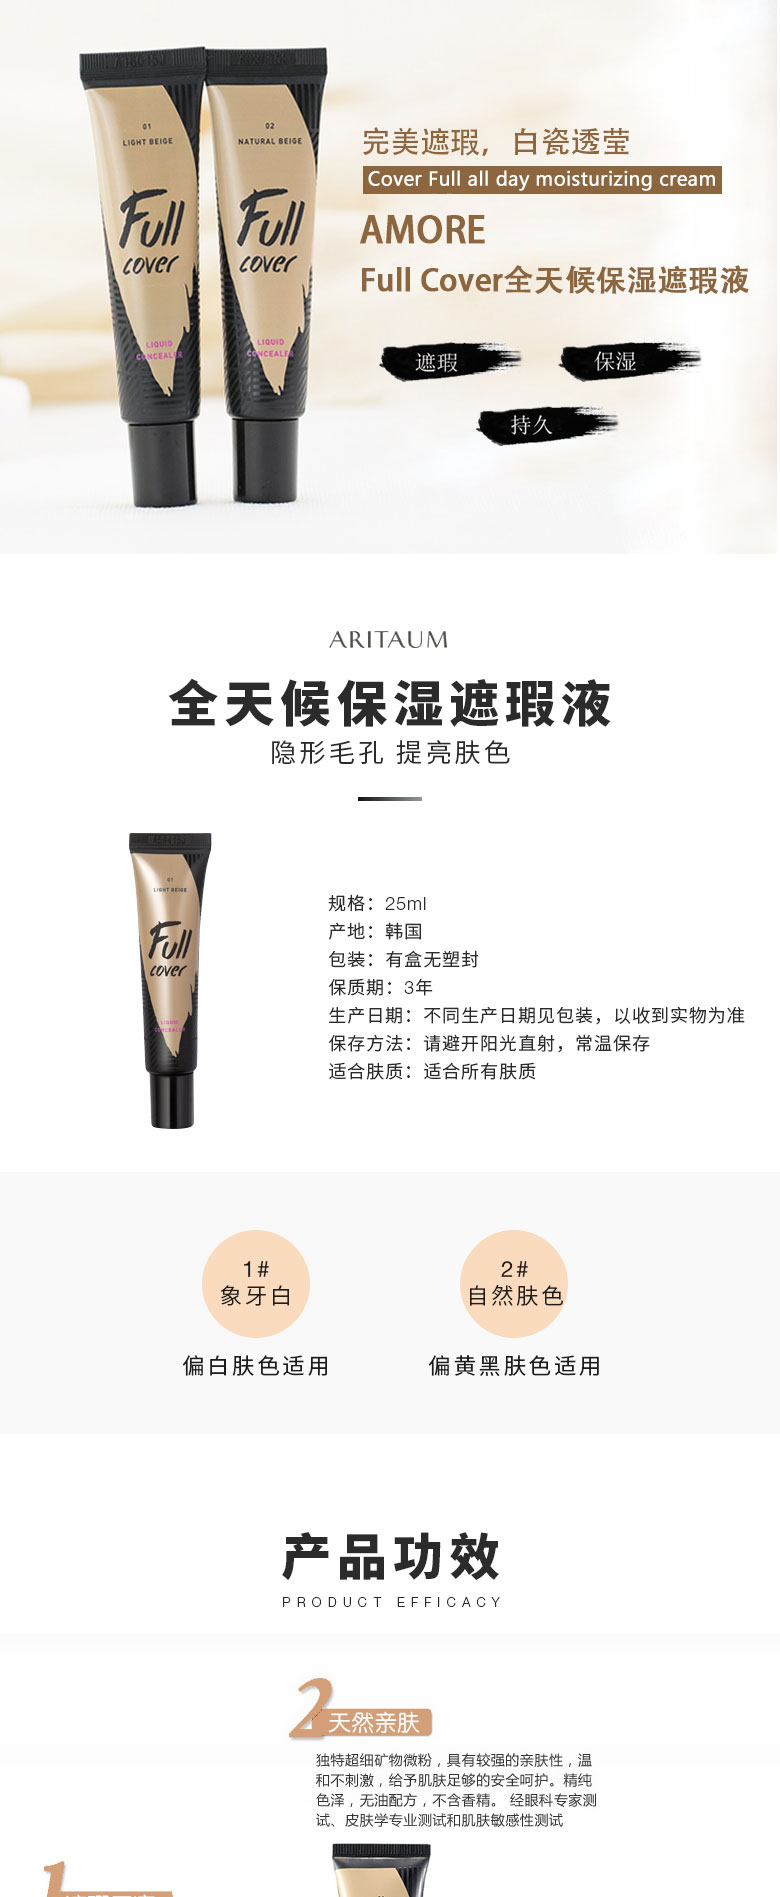 01
LIGHT BEIGE
Full
cover
LIQUID
CONCEALER
02
NATURAL BEIGE
Full
cover
LIQUID
CONCEALER
完美遮瑕，白瓷透莹
Cover Full all day moisturizing cream
AMORE
Full Cover全天候保湿遮瑕液
遮瑕
保湿
持久
ARITAUM
全天候保湿遮瑕液
隐形毛孔 提亮肤色
01
LIGHT BEIGE
Full
cover
LIQUID
CONCEALER
规格：25ml
产地：韩国
包装：有盒无塑封
保质期：3年
生产日期：不同生产日期见包装，以收到实物为准
保存方法：请避开阳光直射，常温保存
适合肤质：适合所有肤质
1#
象牙白
偏白肤色适用
2#
自然肤色
偏黄黑肤色适用
产品功效
PRODUCT EFFICACY
2
天然亲肤
独特超细矿物微粉，具有较强的亲肤性，温
和不刺激，给予肌肤足够的安全呵护。精纯
色泽，无油配方，不含香精。 经眼科专家测
试、皮肤学专业测试和肌肤敏感性测试
1